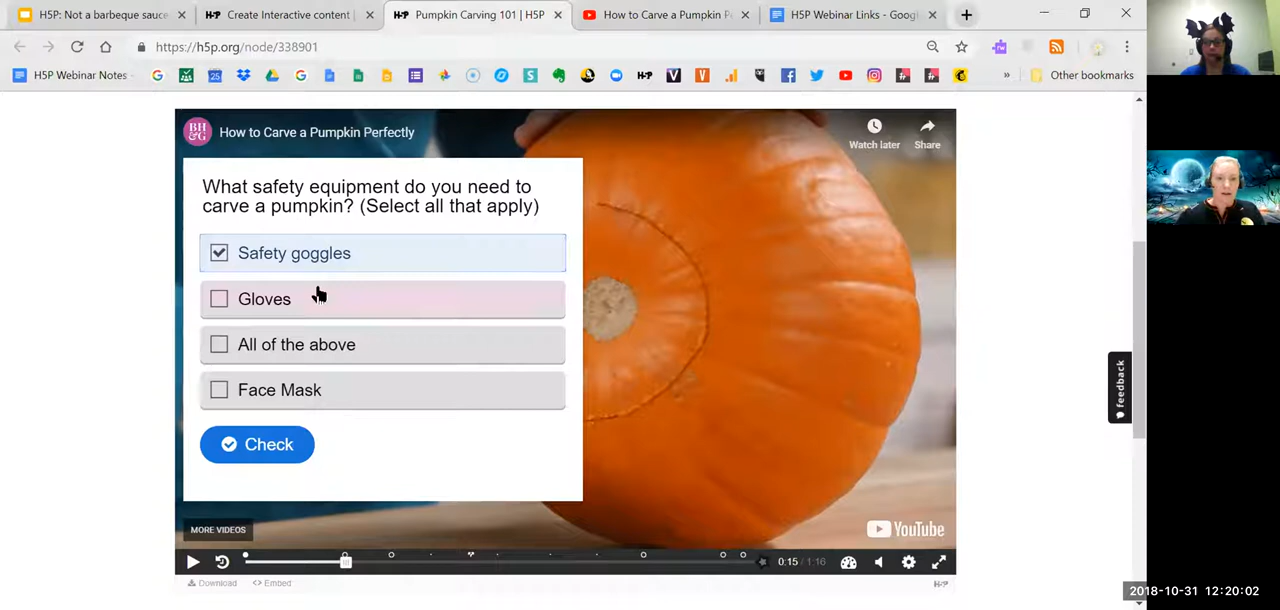 H5P: Not a barbeque sauce
Create Interactive content |
Pumpkin Carving 101 | H5P
How to Carve a Pumpkin Pe
H5P Webinar Links - Goog
https://h5p.org/node/338901
H5P Webinar Notes
Other bookmarks
BH&G
How to Carve a Pumpkin Perfectly
Watch later
Share
What safety equipment do you need to
carve a pumpkin? (Select all that apply)
Safety goggles
Gloves
All of the above
Face Mask
Check
MORE VIDEOS
YouTube
0:15 / 1:16
Download
Embed
H5P
feedback
2018-10-31 12:20:02